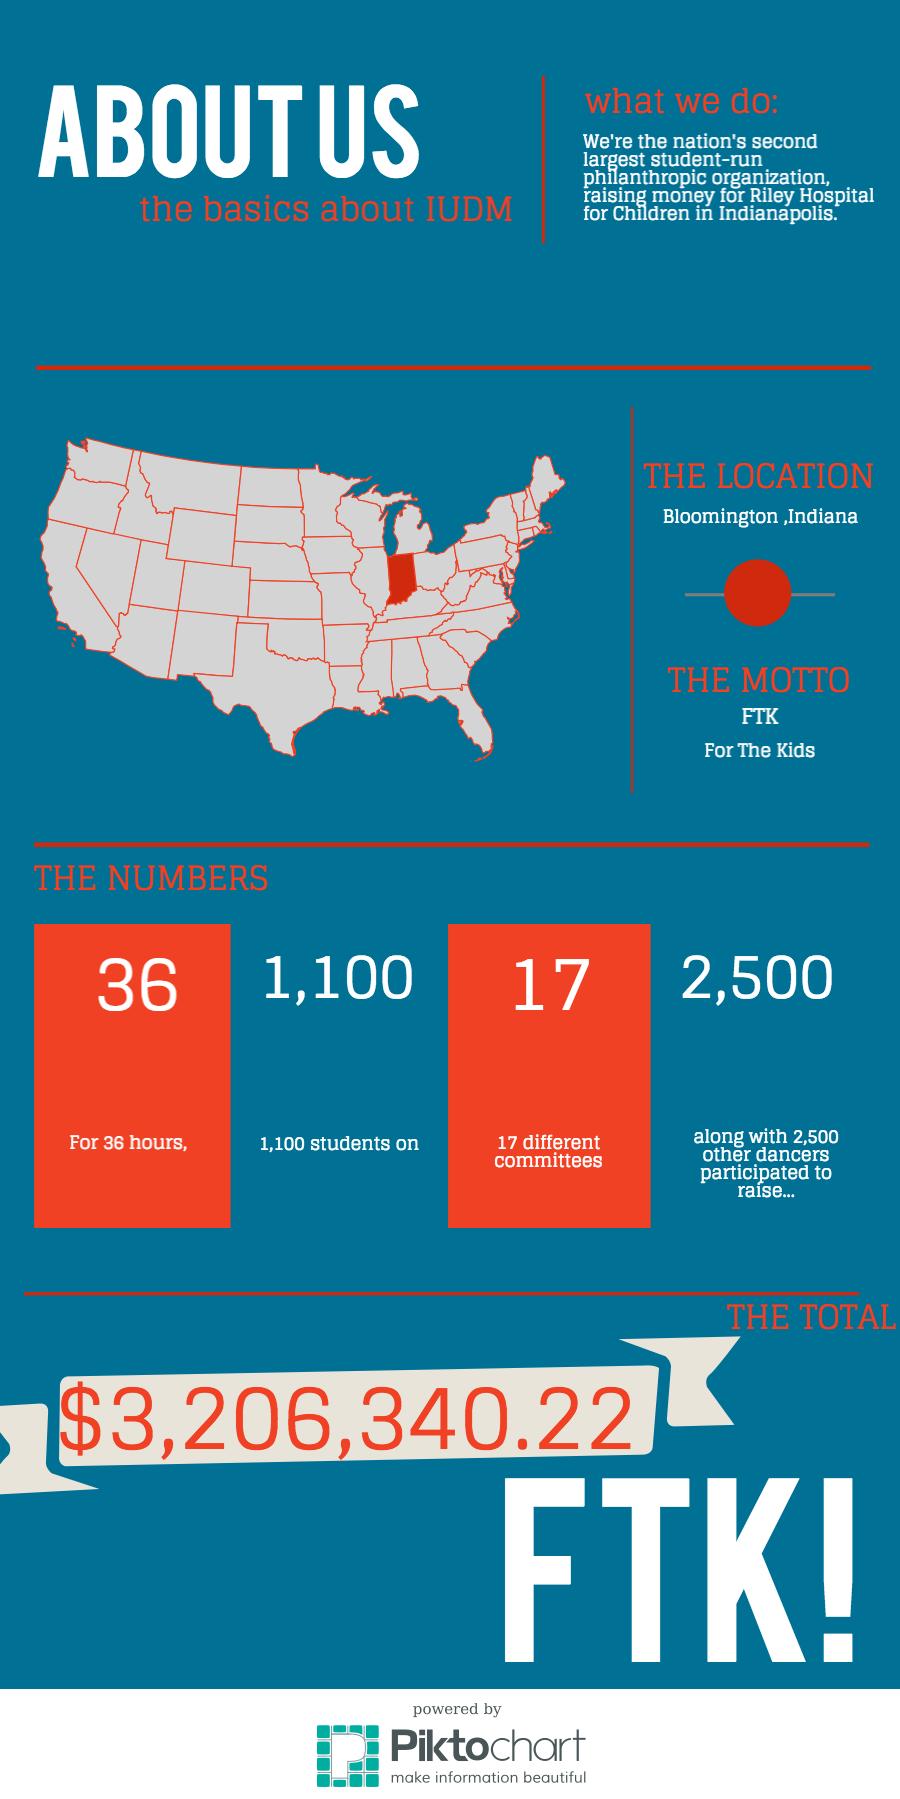 ABOUT US
the basics about IUDM
what we do:
We're the nation's second
largest student-run
philanthropic organization,
raising money for Riley Hospital
for Children in Indianapolis.
THE LOCATION
Bloomington ,Indiana
THE MOTTO
FTK
For The Kids
THE NUMBERS
36
For 36 hours,
1,100
1,100 students on
17
17 different
committees
2,500
along with 2,500
other dancers
participated to
raise...
THE TOTAL
$3,206,340.22
FTK!
powered by
Piktochart
make information beautiful